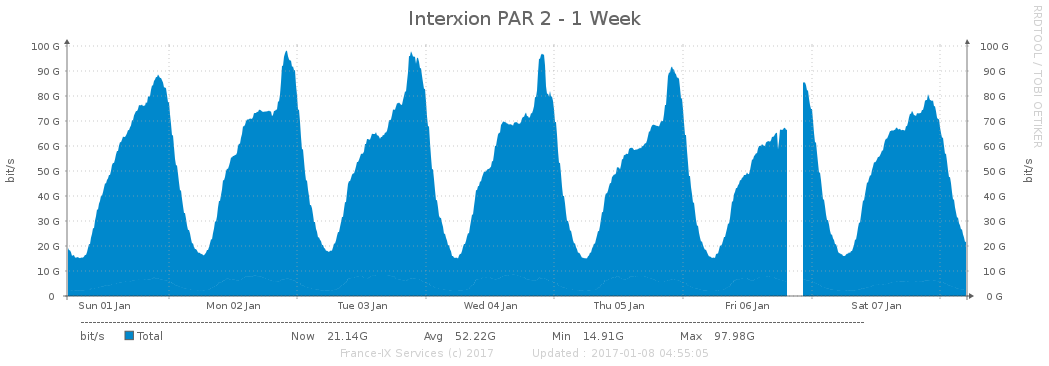 Interxion PAR 2 - 1 Week
RRDTOOL / TOBI OETIKER
100 G 100 G
90 G 90 G
80 G 80 G
70 G 70 G
60 G 60 G
50 G 50 G
40 G 40 G
30 G 30 G
20 G 20 G
10 G 10 G
0 0 G
bit/s bit/s
Sun 01 Jan Mon 02 Jan Tue 03 Jan Wed 04 Jan Thu 05 Jan Fri 06 Jan Sat 07 Jan
bit/s Total Now 21.14G Avg 52.22G Min 14.91G Max 97.98G
France-IX Services (c) 2017 Updated : 2017-01-08 04:55:05